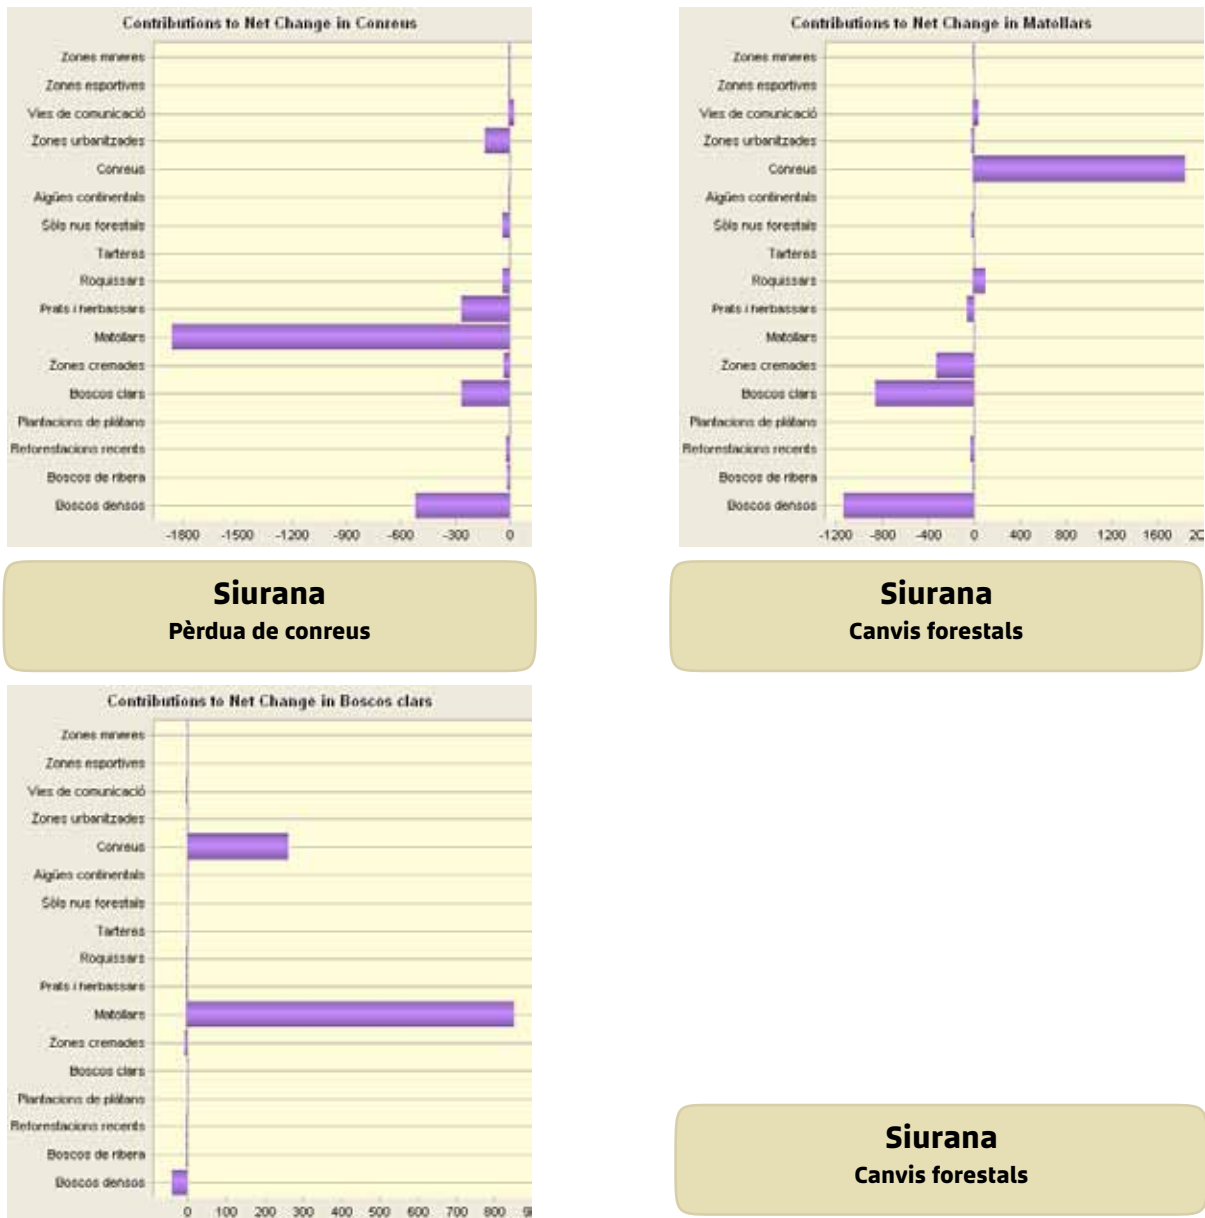 Contributions to Net Change in Conreus
Zones mineres
Zones esportives
Vies de comunicació
Zones urbanitzades
Conreus
Aigües continentals
Sòls nus forestals
Tarteres
Roquissars
Prats i herbassars
Matollars
Zones cremades
Boscos clars
Plantacions de plàtans
Reforestacions recents
Boscos de ribera
Boscos densos
-1800 -1500 -1200 -900 -600 -300 0
Siurana
Pèrdua de conreus
Contributions to Net Change in Matollars
Zones mineres
Zones esportives
Vies de comunicació
Zones urbanitzades
Conreus
Aigües continentals
Sòls nus forestals
Tarteres
Roquissars
Prats i herbassars
Matollars
Zones cremades
Boscos clars
Plantacions de plàtans
Reforestacions recents
Boscos de ribera
Boscos densos
-1200 -800 -400 0 400 800 1200 1600 20
Siurana
Canvis forestals
Contributions to Net Change in Boscos clars
Zones mineres
Zones esportives
Vies de comunicació
Zones urbanitzades
Conreus
Aigües continentals
Sòls nus forestals
Tarteres
Roquissars
Prats i herbassars
Matollars
Zones cremades
Boscos clars
Plantacions de plàtans
Reforestacions recents
Boscos de ribera
Boscos densos
0 100 200 300 400 500 600 700 800 9
Siurana
Canvis forestals